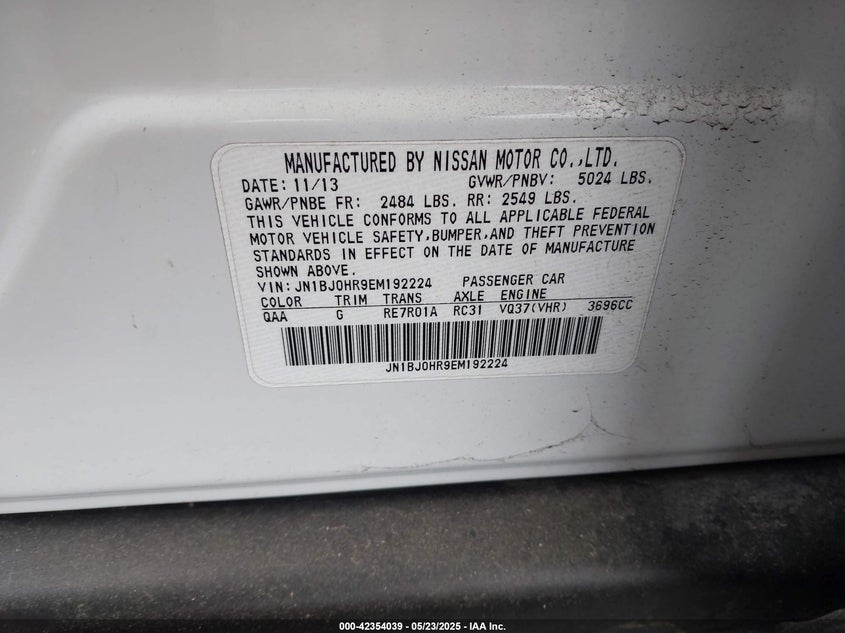 MANUFACTURED BY NISSAN MOTOR CO.,LTD.
DATE: 11/13 GVWR/PNBV: 5024 LBS.
GAWR/PNBE FR: 2484 LBS. RR: 2549 LBS.
THIS VEHICLE CONFORMS TO ALL APPLICABLE FEDERAL
MOTOR VEHICLE SAFETY,BUMPER,AND THEFT PREVENTION
STANDARDS IN EFFECT ON THE DATE OF MANUFACTURE
SHOWN ABOVE.
VIN: JN1BJ0HR9EM192224 PASSENGER CAR
COLOR TRIM TRANS AXLE ENGINE
QAA G RE7R01A RC31 VQ37(VHR) 3696CC
JN1BJ0HR9EM192224
000-42354039 - 05/23/2025 - IAA Inc.